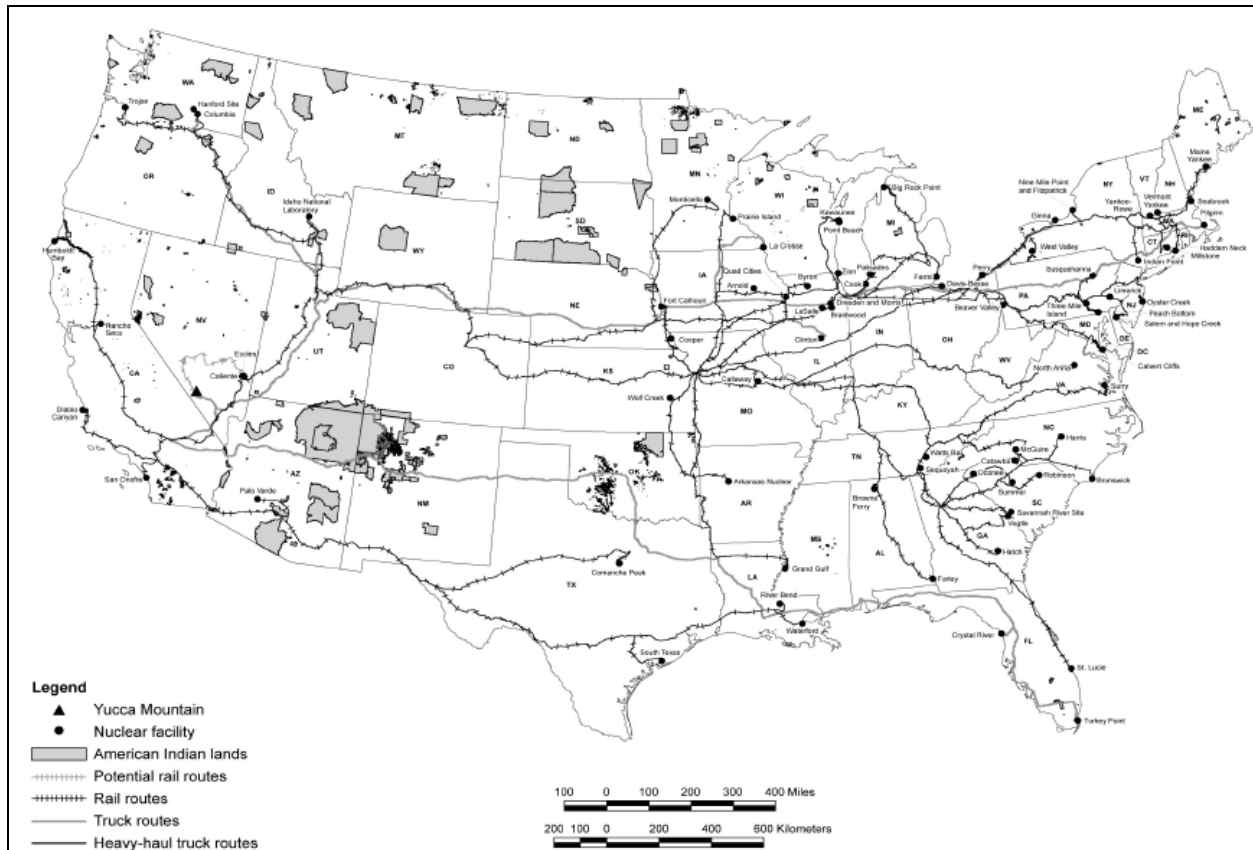 WA
Trojan
Hanford Site
Columbia
MT
ND
OR
ID
Idaho National
Laboratory
WY
SD
MN
Monticello
Prairie Island
WI
La Crosse
Kewaunee
Point Beach
Big Rock Point
MI
Palisades
Cook
Zion
Byron
Quad Cities
Arnold
IA
Fermi
Davis-Besse
Perry
Nine Mile Point
and Fitzpatrick
Ginna
West Valley
NY
VT
NH
ME
Maine
Yankee
Yankee-
Rowe
Vermont
Yankee
Seabrook
Pilgrim
MA
RI
CT
Haddam Neck
Millstone
Indian Point
Susquehanna
Limerick
PA
Beaver Valley
Three Mile
Island
NJ
Oyster Creek
Peach Bottom
Salem and Hope Creek
MD
DE
DC
Calvert Cliffs
Humboldt
Bay
Rancho
Seco
NV
CA
UT
Eccles
Caliente
CO
NE
Fort Calhoun
Cooper
KS
LaSalle
Dresden and Morris
Braidwood
Clinton
IL
IN
OH
WV
North Anna
VA
Surry
Callaway
Wolf Creek
MO
KY
Diablo
Canyon
San Onofre
Palo Verde
AZ
NM
OK
Arkansas Nuclear
AR
TN
Watts Bar
Sequoyah
Browns
Ferry
NC
Harris
McGuire
Catawba
Oconee
Robinson
Summer
Brunswick
SC
Savannah River Site
Vogtle
GA
Hatch
MS
AL
Farley
Grand Gulf
LA
River Bend
Waterford
TX
Comanche Peak
South Texas
Crystal River
FL
St. Lucie
Turkey Point
Legend
Yucca Mountain
Nuclear facility
American Indian lands
Potential rail routes
Rail routes
Truck routes
Heavy-haul truck routes
100 0 100 200 300 400 Miles
200 100 0 200 400 600 Kilometers